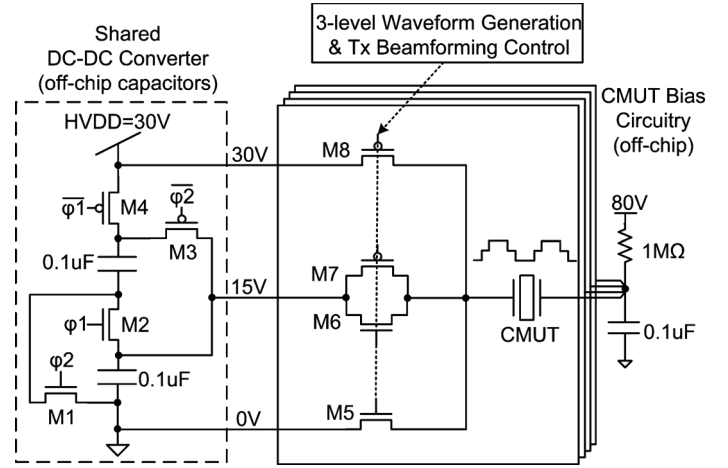 3-level Waveform Generation
& Tx Beamforming Control
Shared
DC-DC Converter
(off-chip capacitors)
HVDD=30V
CMUT Bias
Circuitry
(off-chip)
30V
M8
φ1
M4
φ2
M3
80V
1MΩ
0.1uF
15V
M7
M6
φ1
M2
CMUT
0.1uF
φ2
0.1uF
M1
0V
M5